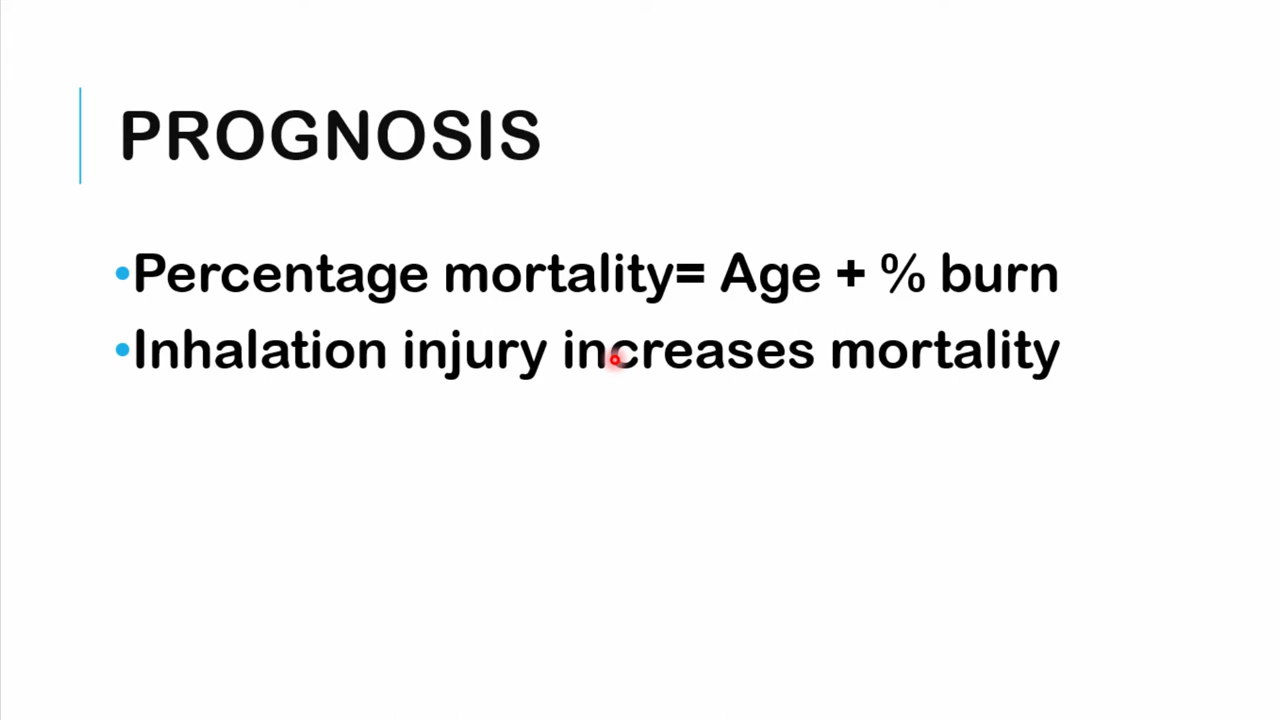 PROGNOSIS
•Percentage mortality= Age + % burn
•Inhalation injury increases mortality